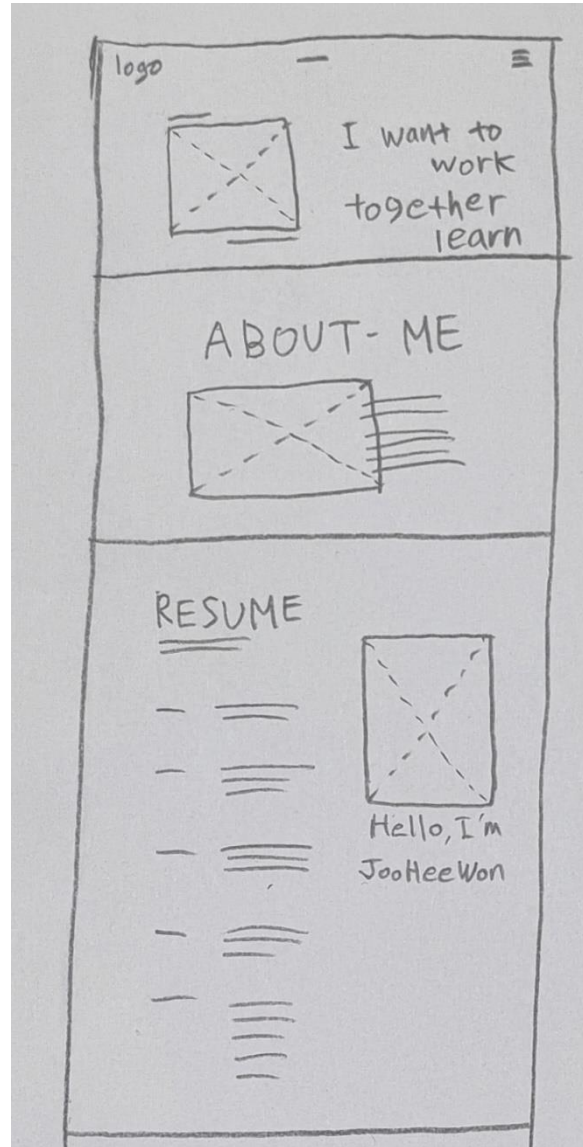 logo
I want to
work
together
learn
ABOUT-ME
RESUME
Hello, I'm
JooHeeWon